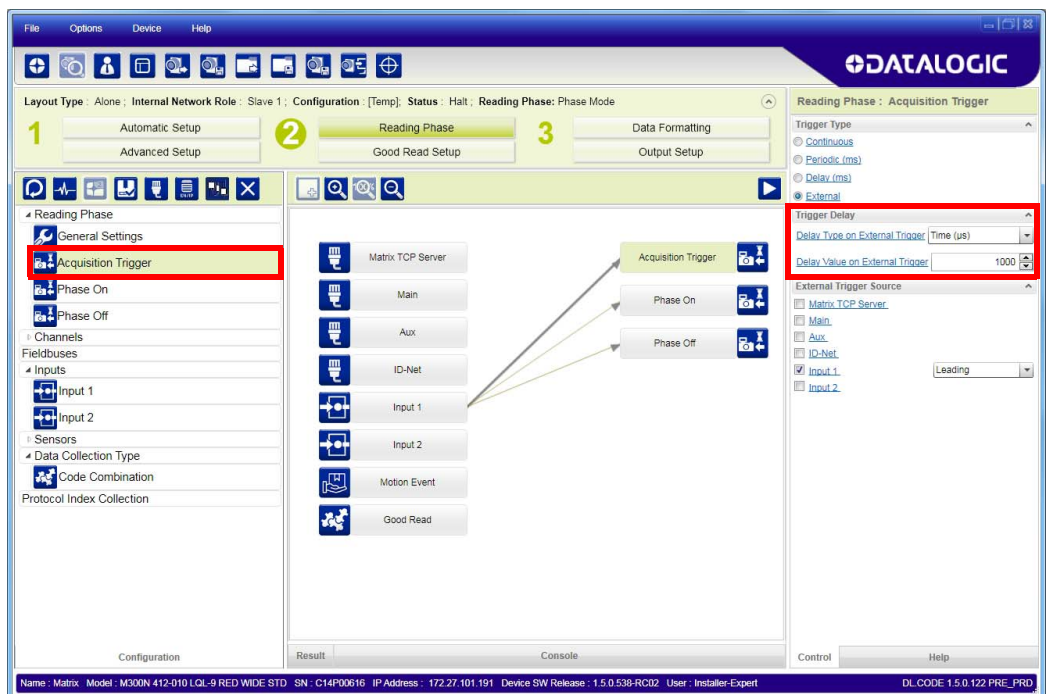 File Options Device Help
DATALOGIC
Layout Type : Alone ; Internal Network Role : Slave 1 ; Configuration : [Temp]; Status : Halt ; Reading Phase: Phase Mode
1 Automatic Setup
Advanced Setup
2 Reading Phase
Good Read Setup
3 Data Formatting
Output Setup
Reading Phase
General Settings
Acquisition Trigger
Phase On
Phase Off
Channels
Fieldbuses
Inputs
Input 1
Input 2
Sensors
Data Collection Type
Code Combination
Protocol Index Collection
Configuration
100%
Matrix TCP Server
Main
Aux
ID-Net
Input 1
Input 2
Motion Event
Good Read
Acquisition Trigger
Phase On
Phase Off
Result Console
Reading Phase : Acquisition Trigger
Trigger Type
Continuous
Periodic (ms)
Delay (ms)
External
Trigger Delay
Delay Type on External Trigger Time (µs)
Delay Value on External Trigger 1000
External Trigger Source
Matrix TCP Server
Main
Aux
ID-Net
Input 1 Leading
Input 2
Control Help
Name : Matrix Model : M300N 412-010 LQL-9 RED WIDE STD SN : C14P00616 IP Address : 172.27.101.191 Device SW Release : 1.5.0.538-RC02 User : Installer-Expert DL.CODE 1.5.0.122 PRE_PRD